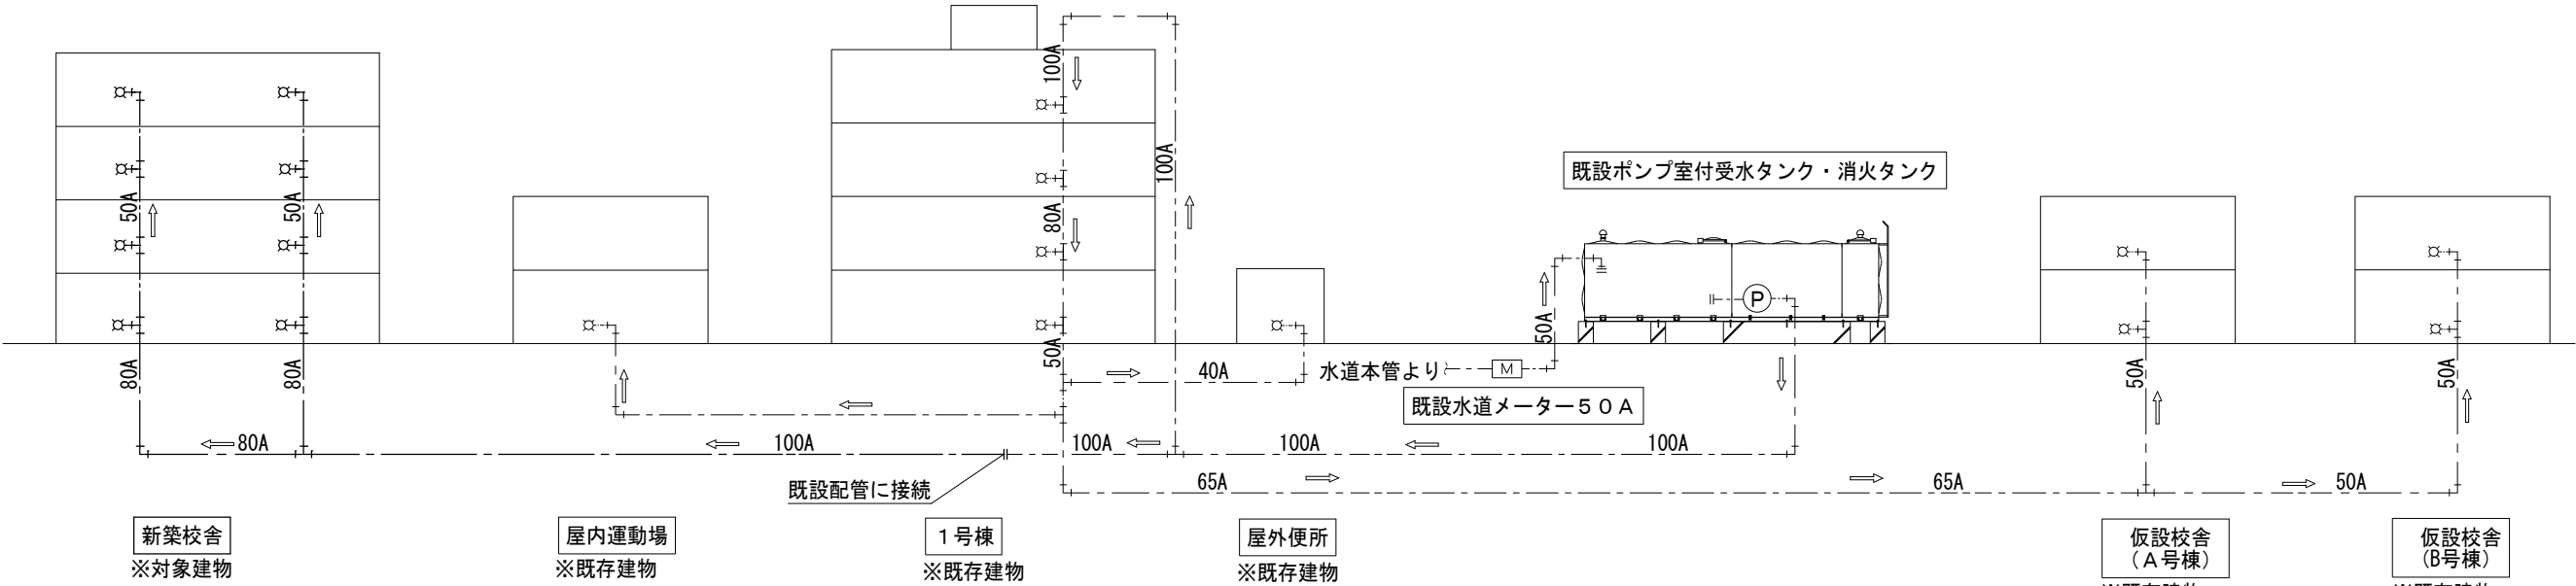 100A
100A
既設ポンプ室付受水タンク・消火タンク
50A
50A
80A
P
50A
80A
80A
50A
40A
水道本管より
M
50A
50A
既設水道メーター50A
80A
100A
100A
100A
100A
既設配管に接続
65A
65A
50A
新築校舎
※対象建物
屋内運動場
※既存建物
1号棟
※既存建物
屋外便所
※既存建物
仮設校舎
(A号棟)
仮設校舎
(B号棟)